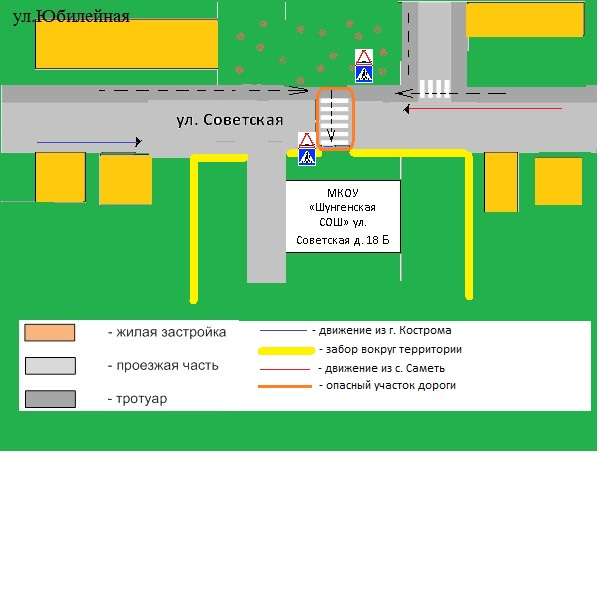 ул.Юбилейная
ул. Советская
МКОУ
«Шунгенская
СОШ» ул.
Советская д. 18 Б
- жилая застройка
- проезжая часть
- тротуар
- движение из г. Кострома
- забор вокруг территории
- движение из с. Саметь
- опасный участок дороги